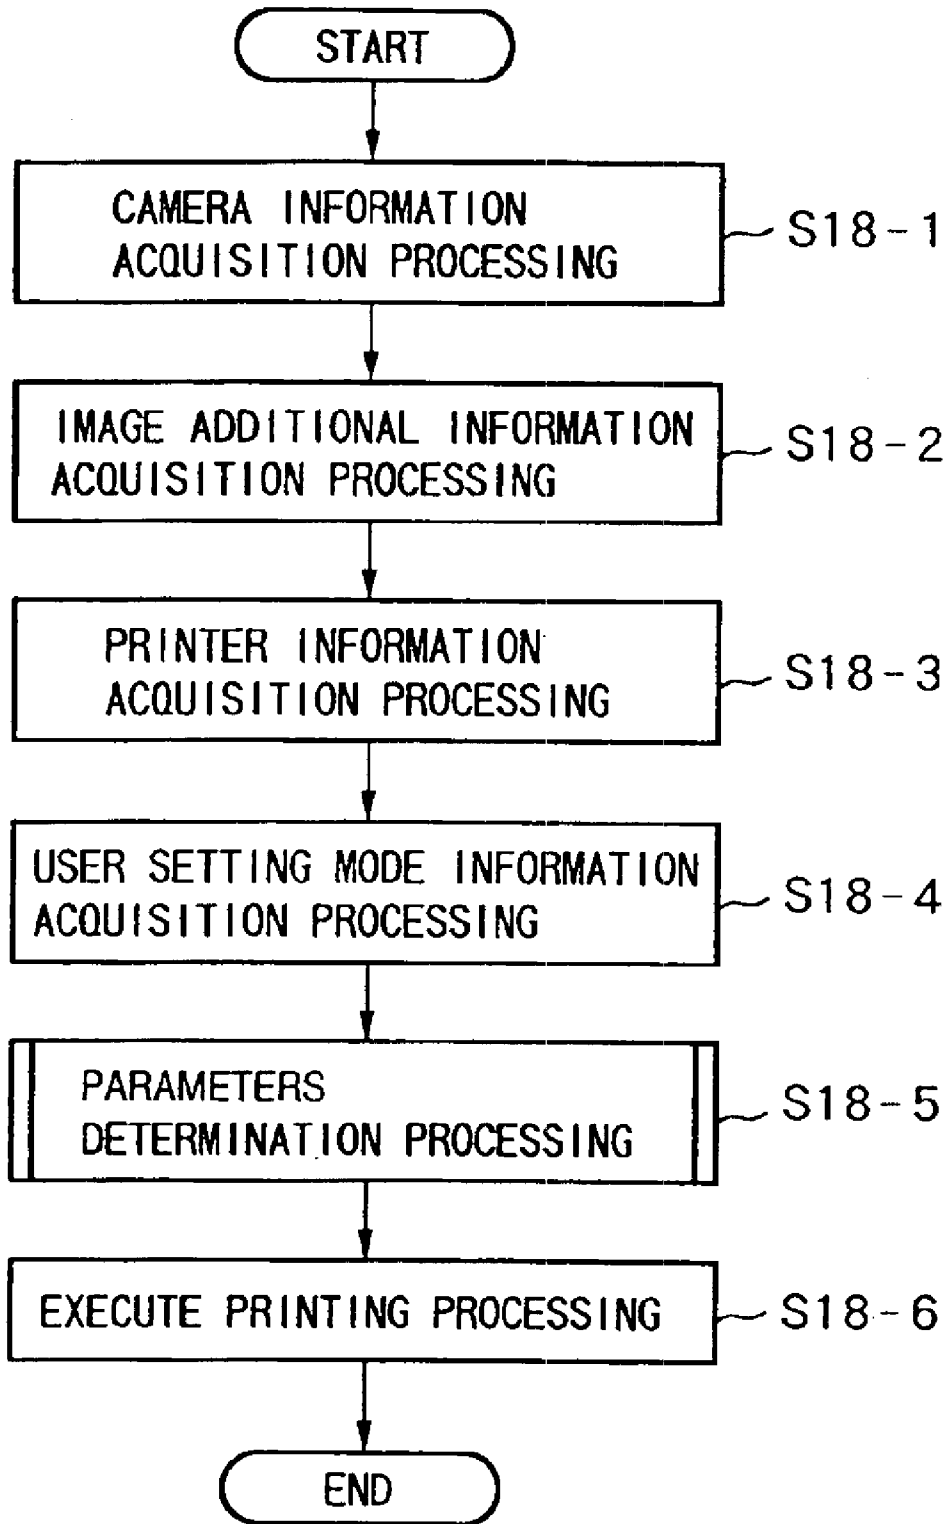 START
CAMERA INFORMATION
ACQUISITION PROCESSING
S18-1
IMAGE ADDITIONAL INFORMATION
ACQUISITION PROCESSING
S18-2
PRINTER INFORMATION
ACQUISITION PROCESSING
S18-3
USER SETTING MODE INFORMATION
ACQUISITION PROCESSING
S18-4
PARAMETERS
DETERMINATION PROCESSING
S18-5
EXECUTE PRINTING PROCESSING
S18-6
END